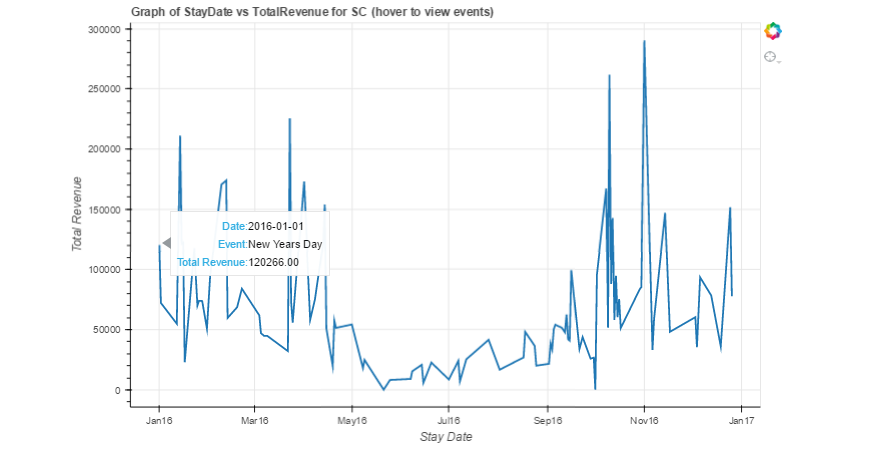 Graph of StayDate vs TotalRevenue for SC (hover to view events)
300000
250000
200000
150000
100000
50000
0
Total Revenue
Date:2016-01-01
Event:New Years Day
Total Revenue:120266.00
Jan16 Mar16 May16 Jul16 Sep16 Nov16 Jan17
Stay Date